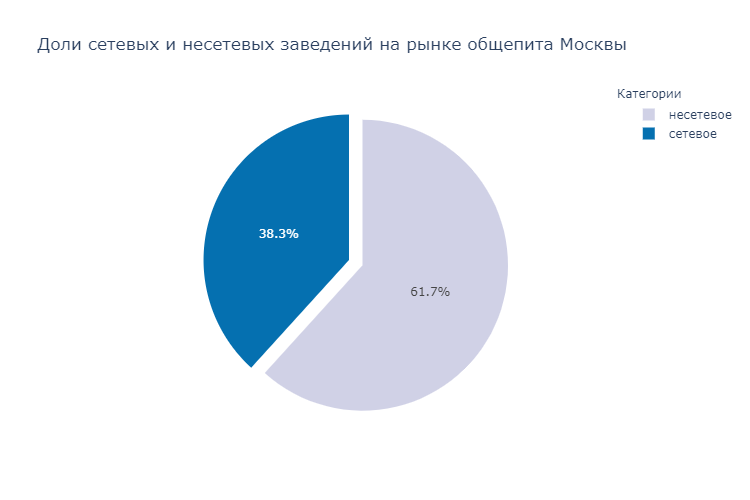 Доли сетевых и несетевых заведений на рынке общепита Москвы
Категории
несетевое
сетевое
38.3%
61.7%